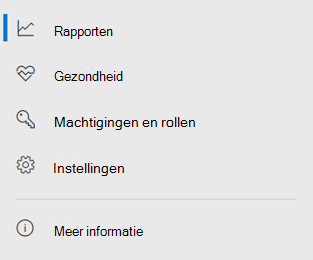 Rapporten
Gezondheid
Machtigingen en rollen
Instellingen
Meer informatie